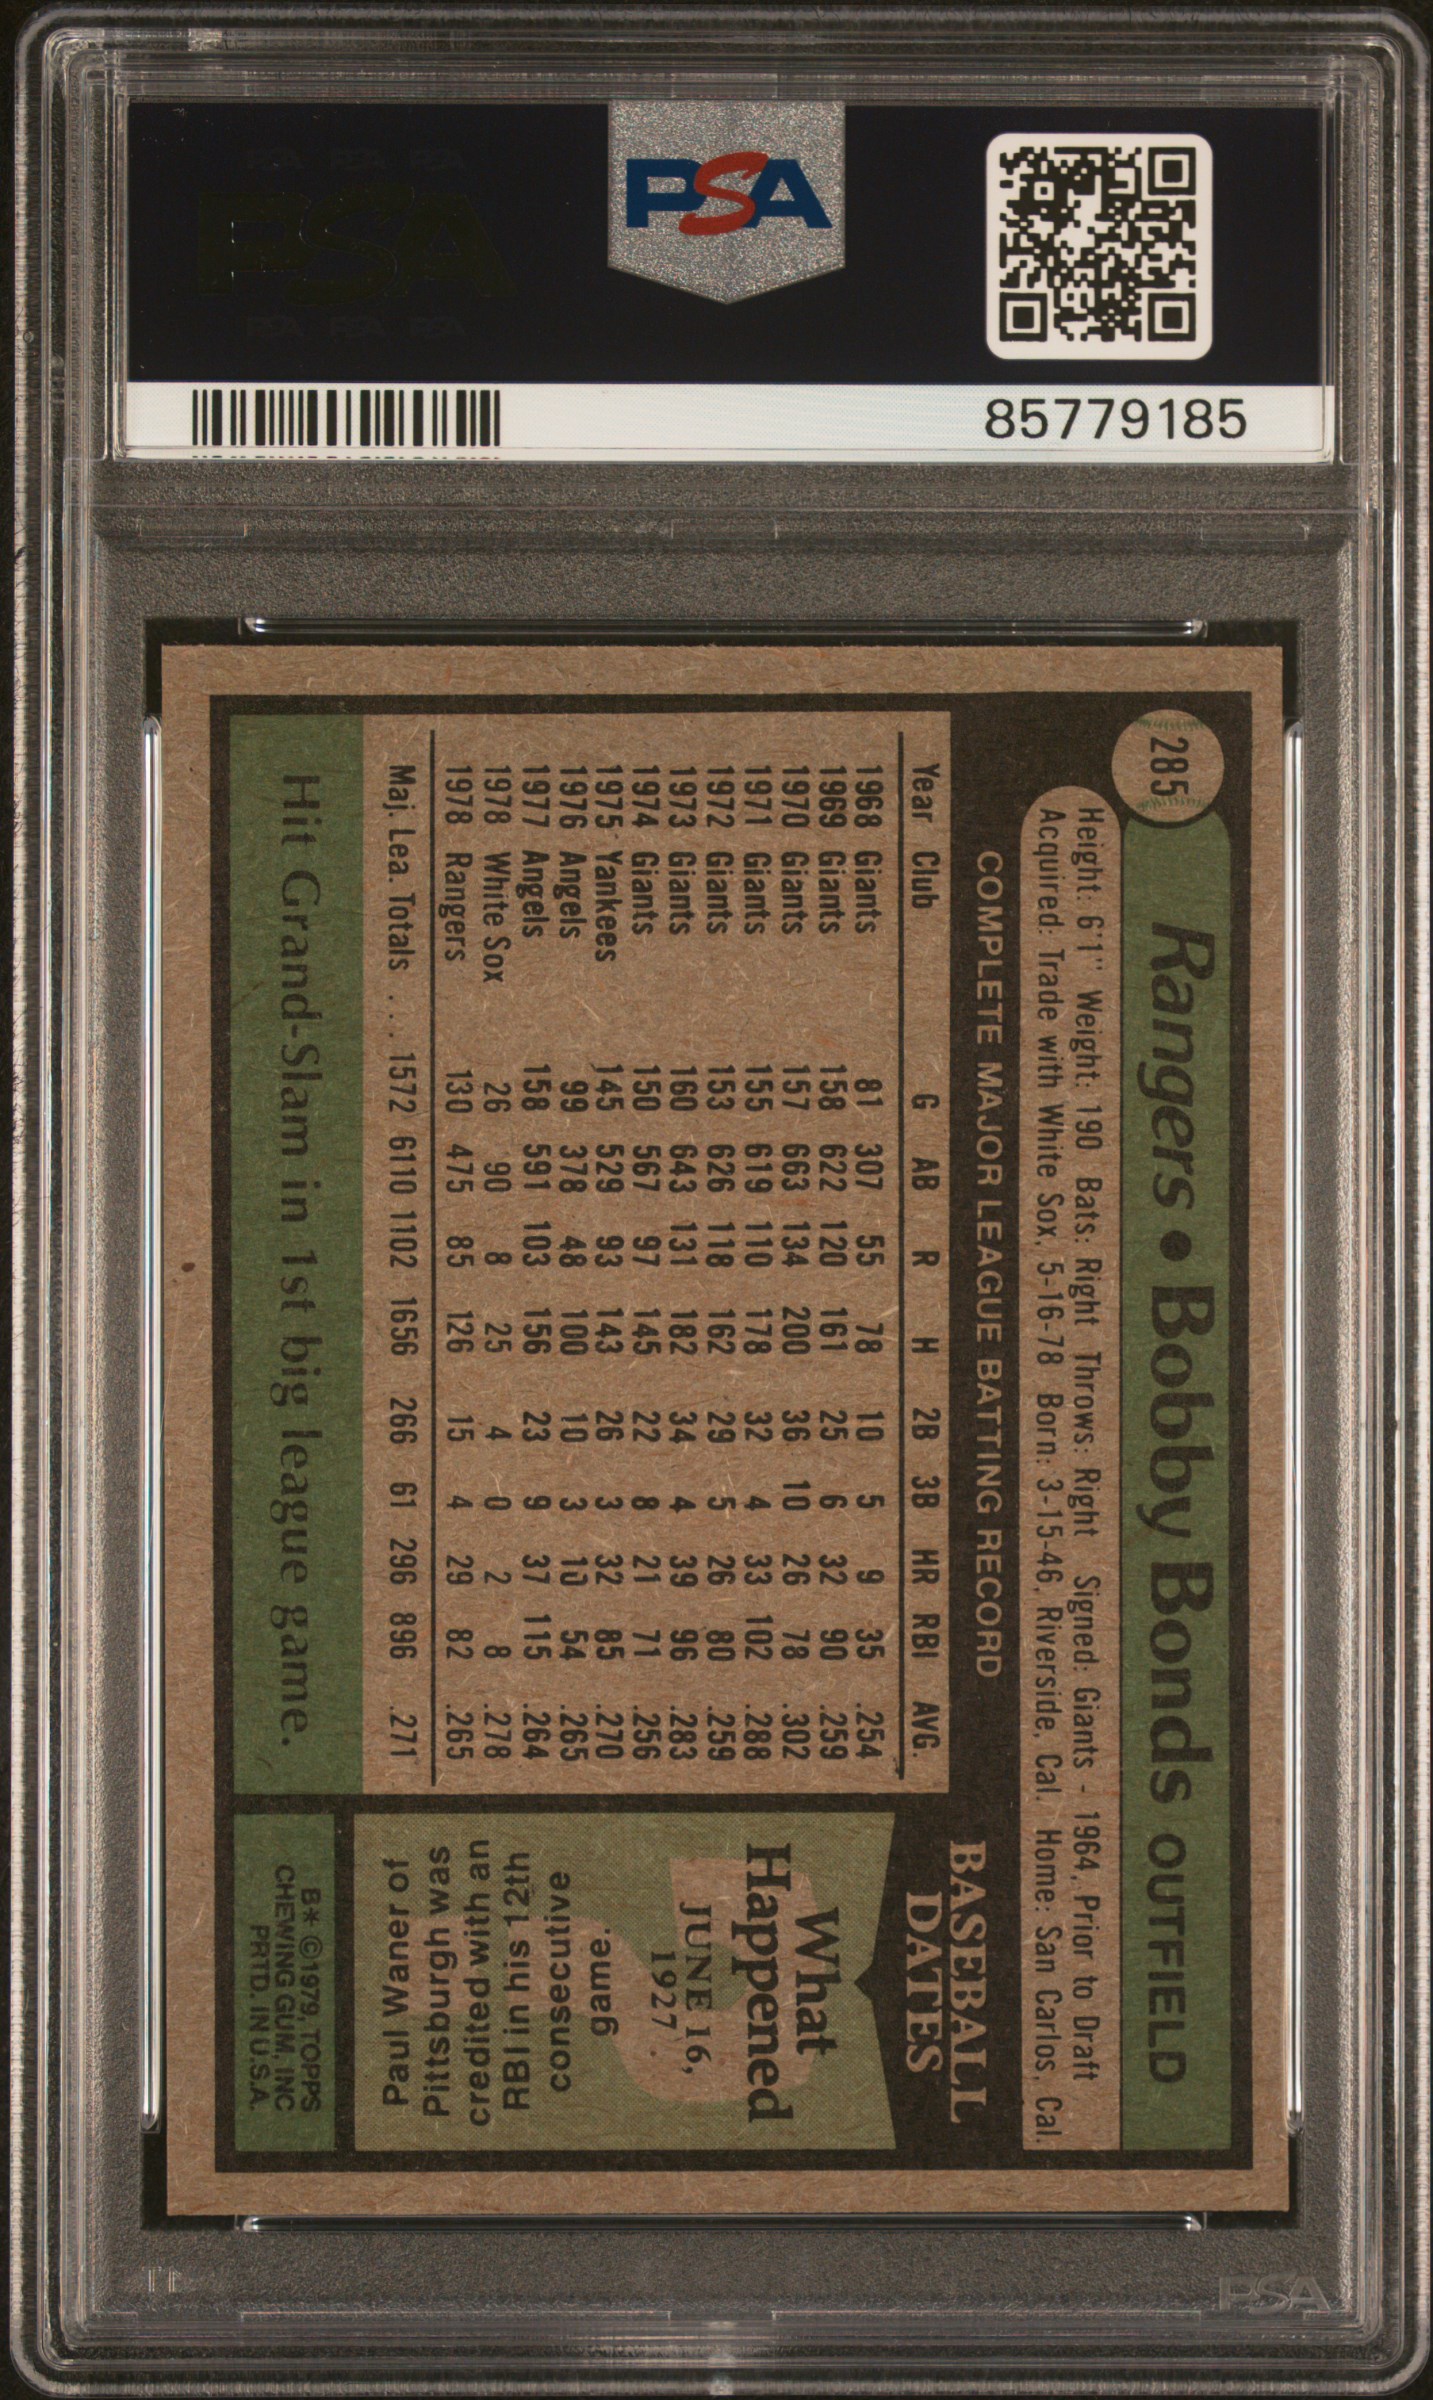 PSA
85779185
285
Rangers • Bobby Bonds OUTFIELD
Height: 6'1" Weight: 190 Bats: Right Throws: Right Signed: Giants - 1964, Prior to Draft
Acquired: Trade with White Sox, 5-16-78 Born: 3-15-46, Riverside, Cal. Home: San Carlos, Cal.
COMPLETE MAJOR LEAGUE BATTING RECORD
Year Club G AB R H 2B 3B HR RBI AVG.
1968 Giants 81 307 55 78 10 5 9 35 .254
1969 Giants 158 622 120 161 25 6 32 90 .259
1970 Giants 157 663 134 200 36 10 26 78 .302
1971 Giants 155 619 110 178 32 4 33 102 .288
1972 Giants 153 626 118 162 29 5 26 80 .259
1973 Giants 160 643 131 182 34 4 39 96 .283
1974 Giants 150 567 97 145 22 8 21 71 .256
1975 Yankees 145 529 93 143 26 3 32 85 .270
1976 Angels 99 378 48 100 10 3 10 54 .265
1977 Angels 158 591 103 156 23 9 37 115 .264
1978 White Sox 26 90 8 25 4 0 2 8 .278
1978 Rangers 130 475 85 126 15 4 29 82 .265
Maj. Lea. Totals ... 1572 6110 1102 1656 266 61 296 896 .271
Hit Grand-Slam in 1st big league game.
BASEBALL
DATES
What
Happened
JUNE 16,
1927
Paul Waner of
Pittsburgh was
credited with an
RBI in his 12th
consecutive
game.
B* ©1979, TOPPS
CHEWING GUM, INC
PRTD. IN U.S.A.
PSA